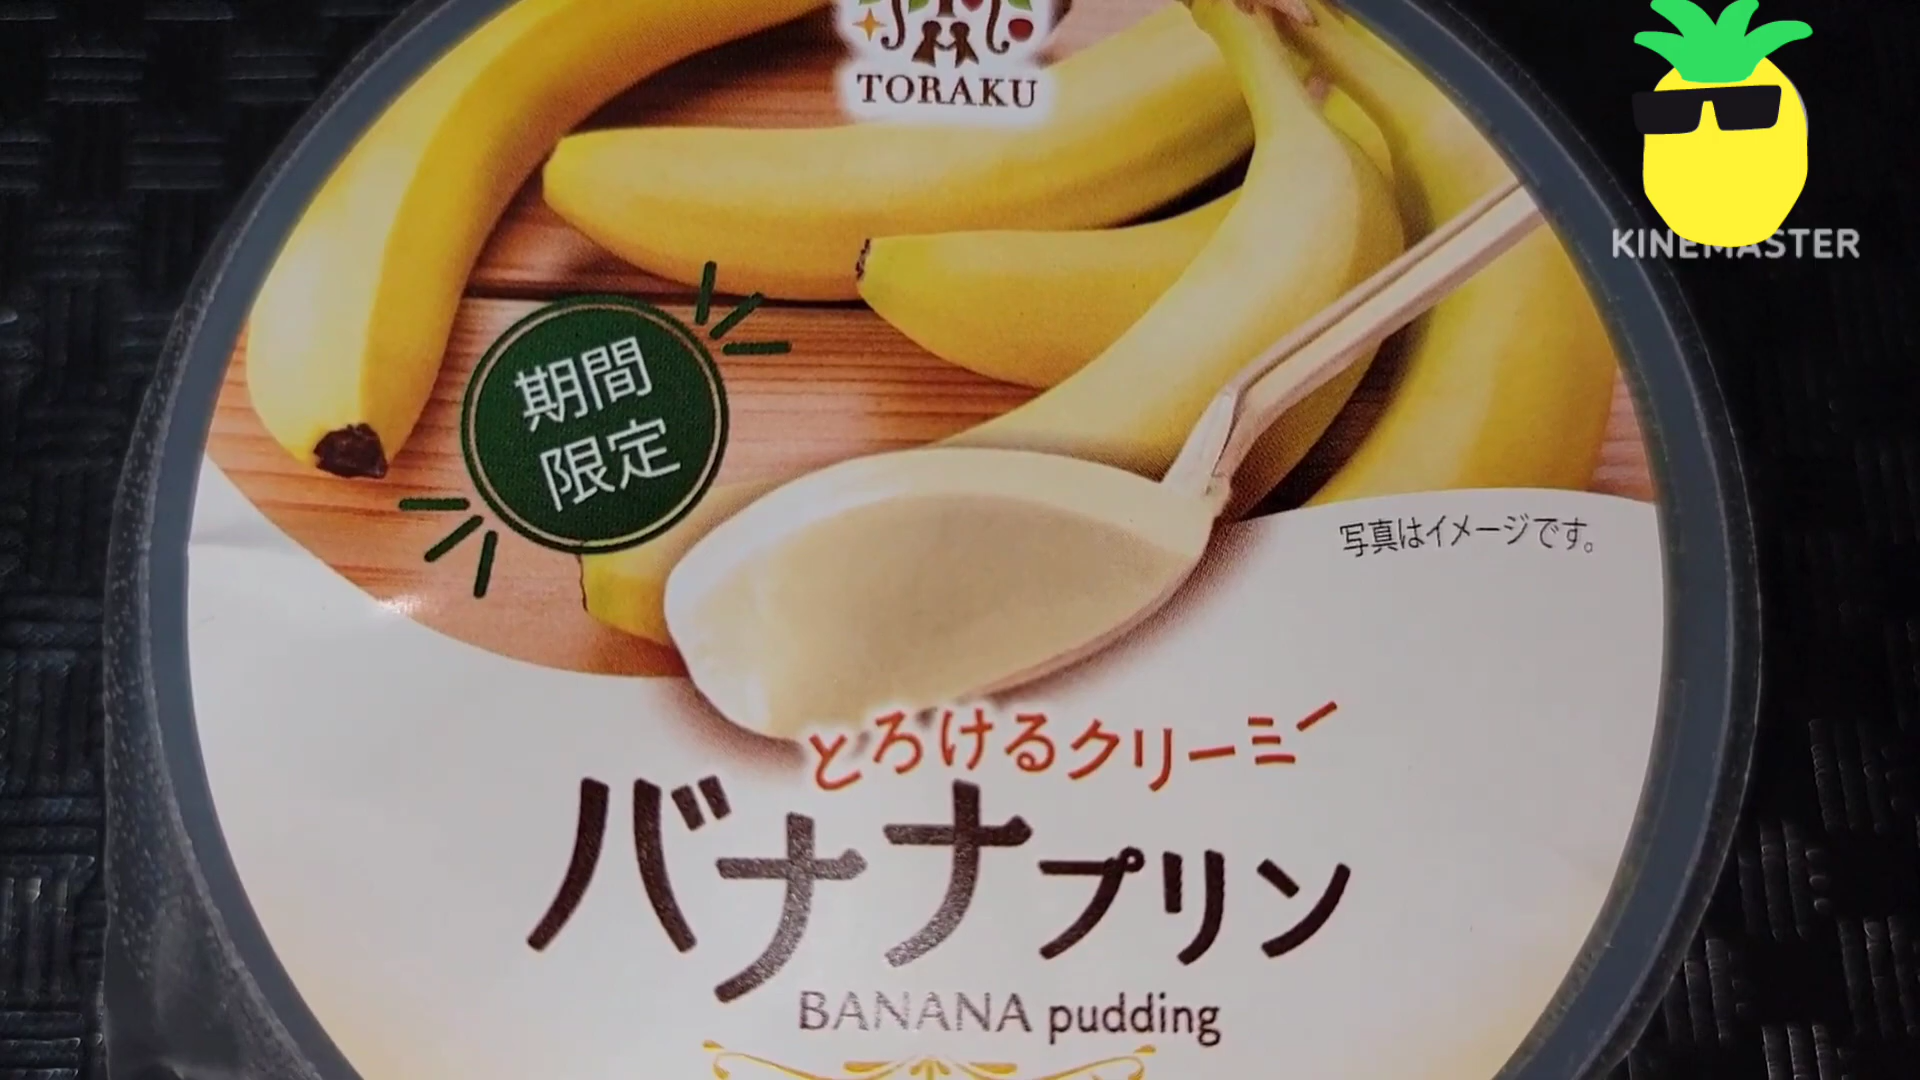 TORAKU
KINEMASTER
期間
限定
写真はイメージです。
とろけるクリーミー
バナナプリン
BANANA pudding